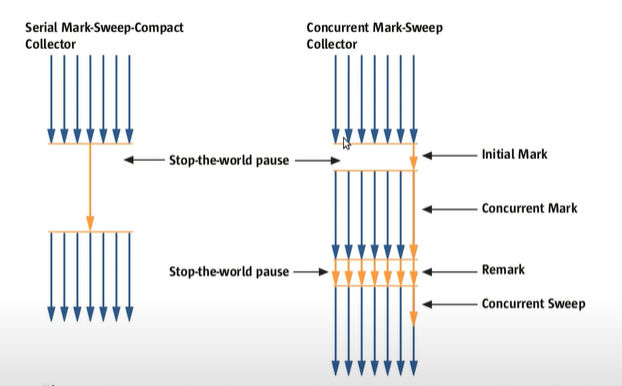 Serial Mark-Sweep-Compact
Collector
Concurrent Mark-Sweep
Collector
Stop-the-world pause
Initial Mark
Concurrent Mark
Stop-the-world pause
Remark
Concurrent Sweep